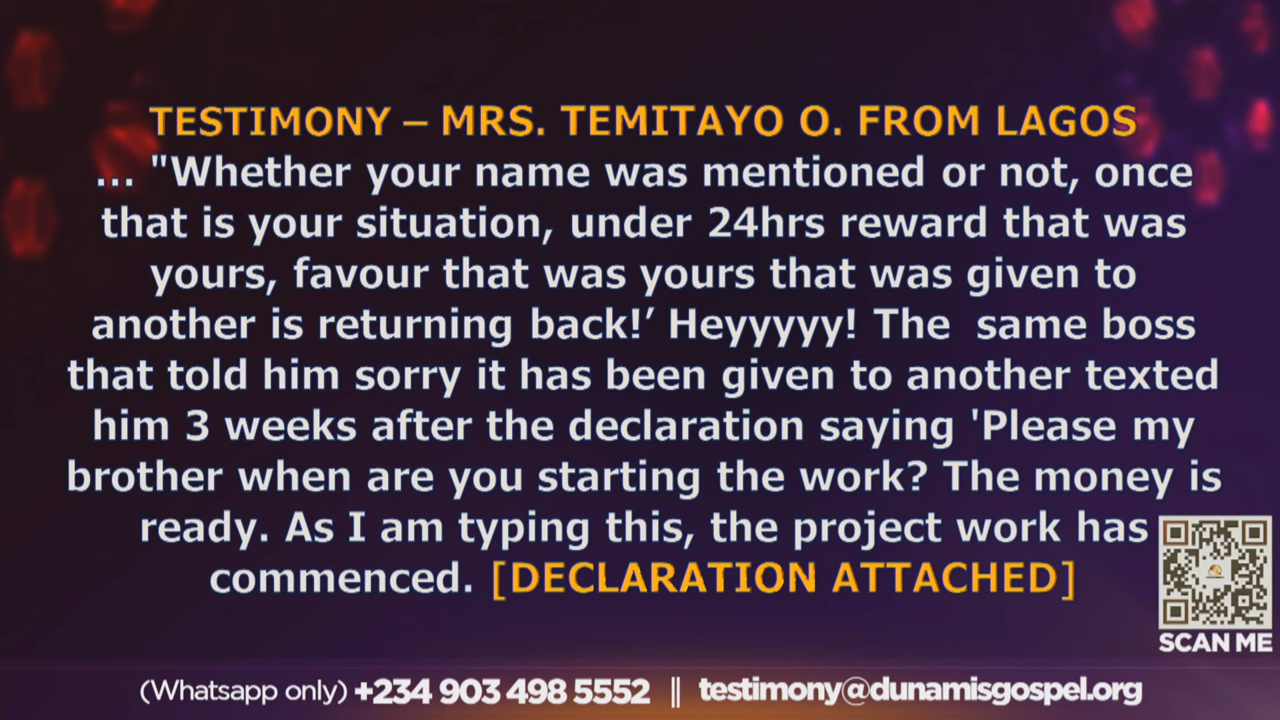 TESTIMONY – MRS. TEMITAYO O. FROM LAGOS
... "Whether your name was mentioned or not, once
that is your situation, under 24hrs reward that was
yours, favour that was yours that was given to
another is returning back!’ Heyyyyy! The  same boss
that told him sorry it has been given to another texted
him 3 weeks after the declaration saying 'Please my
brother when are you starting the work? The money is
ready. As I am typing this, the project work has
commenced. [DECLARATION ATTACHED]
SCAN ME
(Whatsapp only) +234 903 498 5552 || testimony@dunamisgospel.org